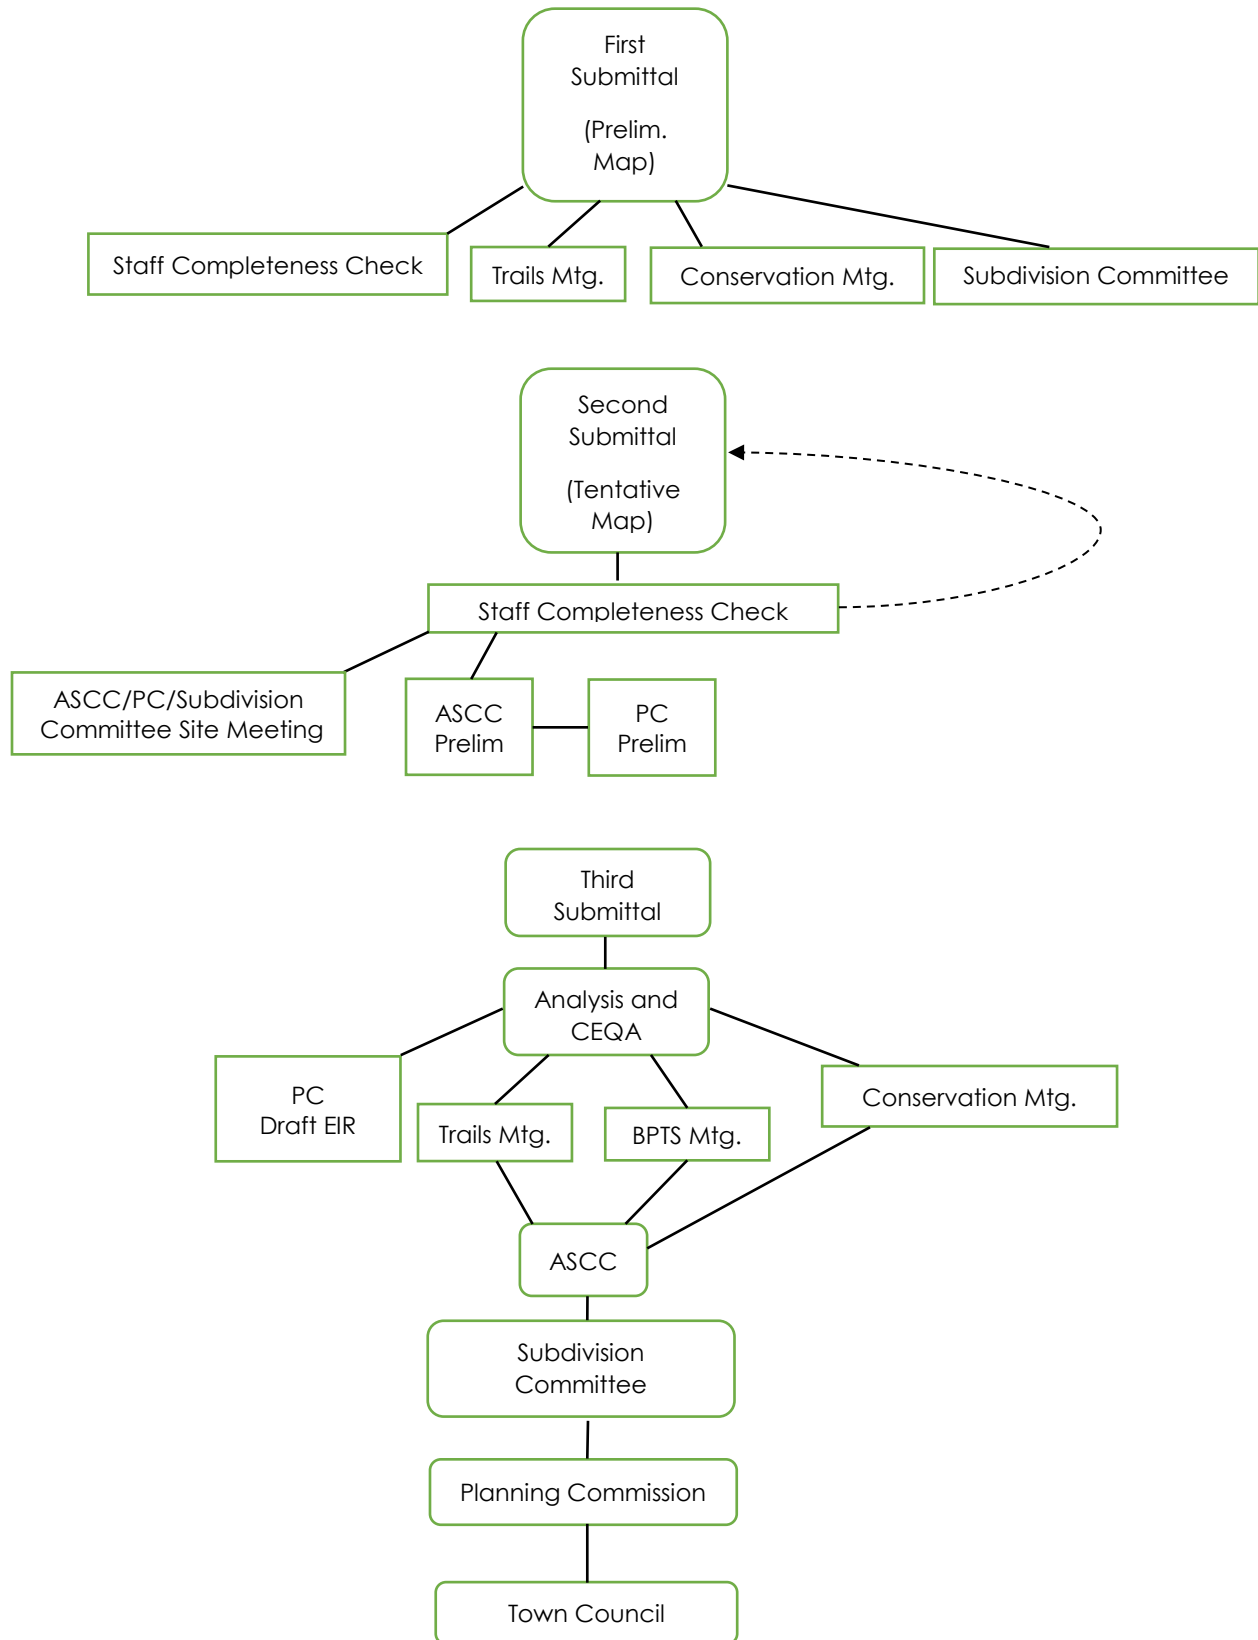 First
Submittal
(Prelim.
Map)
Staff Completeness Check
Trails Mtg.
Conservation Mtg.
Subdivision Committee
Second
Submittal
(Tentative
Map)
Staff Completeness Check
ASCC/PC/Subdivision
Committee Site Meeting
ASCC
Prelim
PC
Prelim
Third
Submittal
Analysis and
CEQA
PC
Draft EIR
Trails Mtg.
BPTS Mtg.
Conservation Mtg.
ASCC
Subdivision
Committee
Planning Commission
Town Council